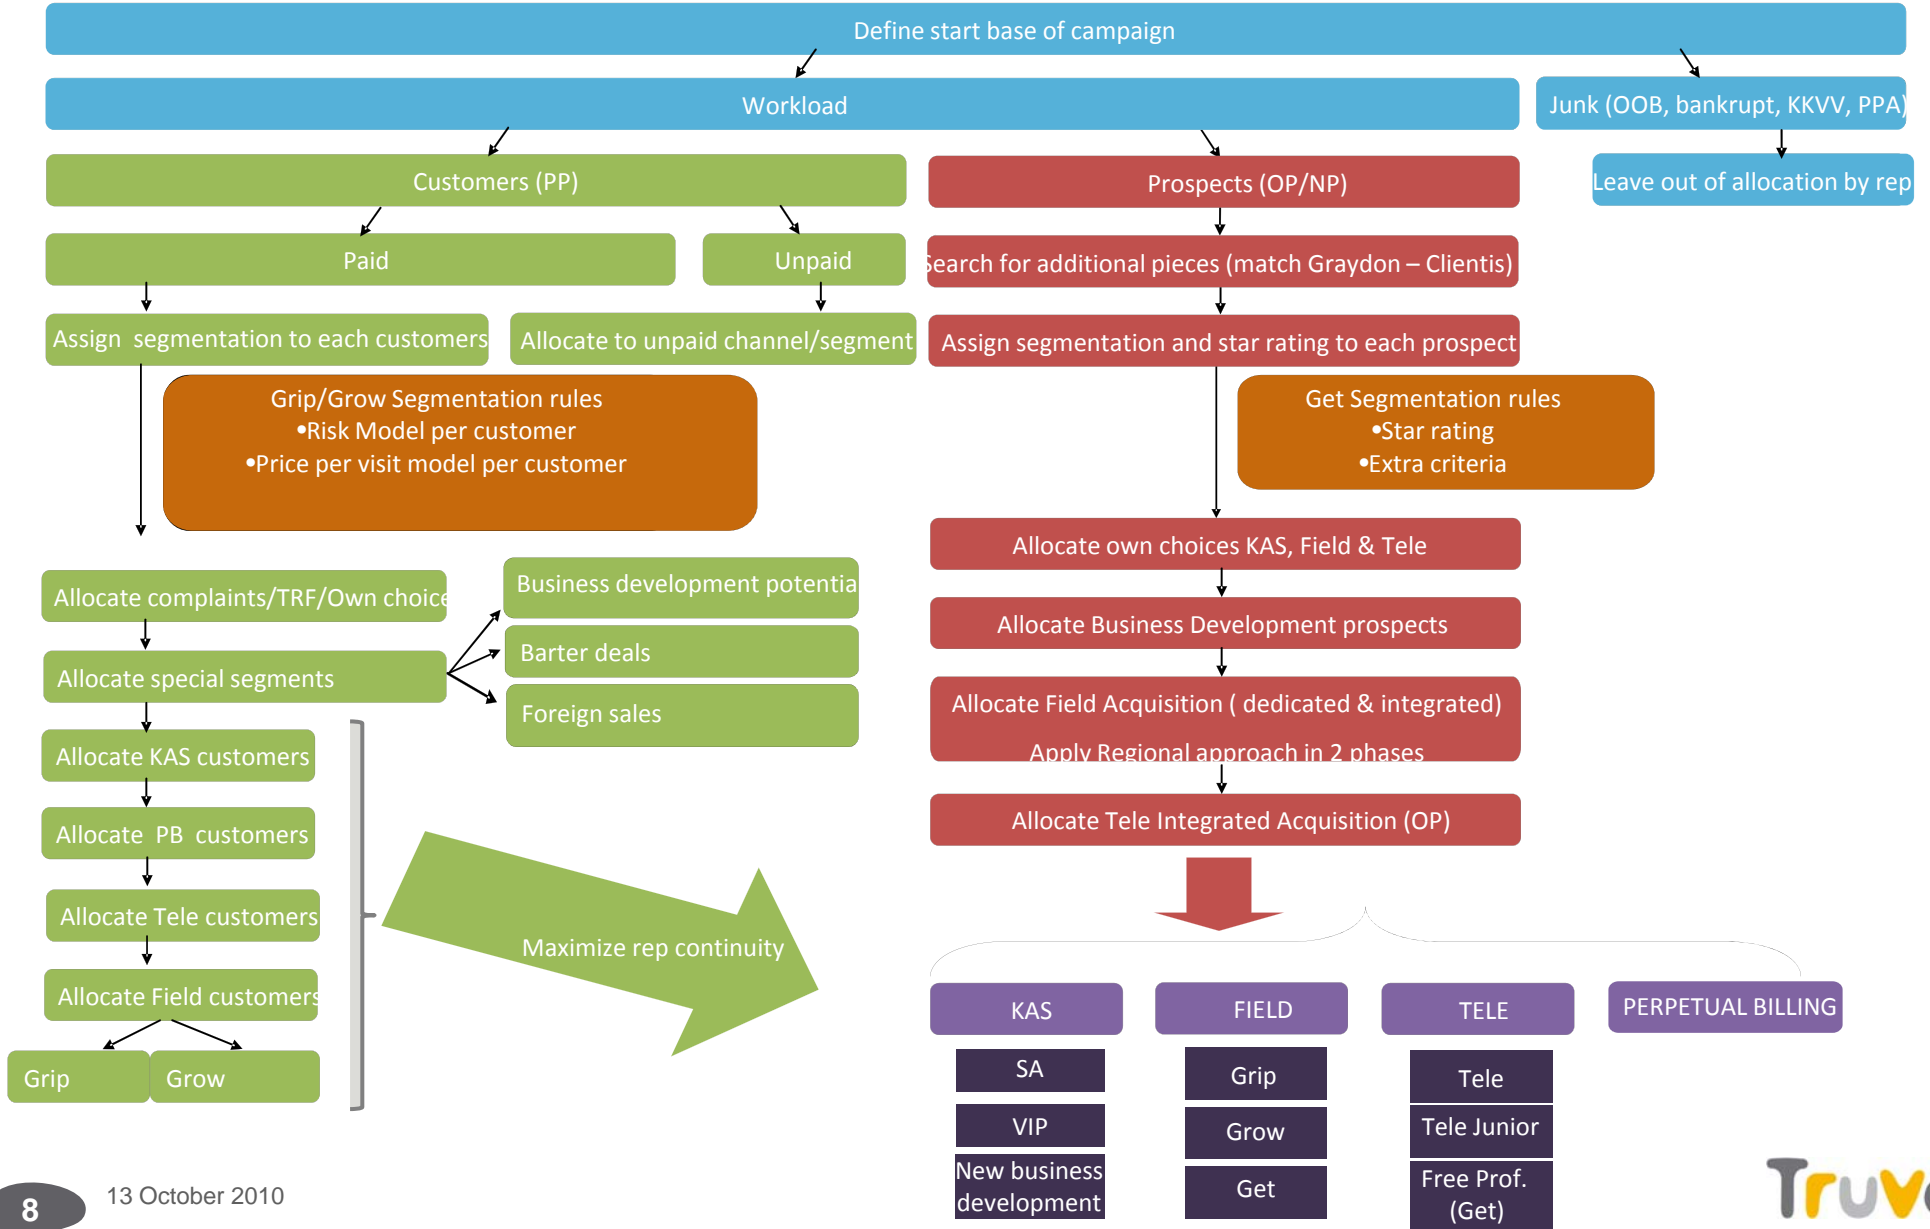 Define start base of campaign
Workload
Junk (OOB, bankrupt, KKVV, PPA)
Customers (PP)
Prospects (OP/NP)
Leave out of allocation by rep
Paid
Unpaid
Search for additional pieces (match Graydon – Clientis)
Assign segmentation to each customers
Allocate to unpaid channel/segment
Assign segmentation and star rating to each prospect
Grip/Grow Segmentation rules
•Risk Model per customer
•Price per visit model per customer
Get Segmentation rules
•Star rating
•Extra criteria
Allocate own choices KAS, Field & Tele
Allocate complaints/TRF/Own choice
Business development potentia
Allocate Business Development prospects
Barter deals
Allocate special segments
Foreign sales
Allocate Field Acquisition ( dedicated & integrated)
Apply Regional approach in 2 phases
Allocate KAS customers
Allocate PB customers
Allocate Tele Integrated Acquisition (OP)
Allocate Tele customers
Maximize rep continuity
Allocate Field customers
Grip
Grow
KAS
FIELD
TELE
PERPETUAL BILLING
SA
VIP
New business
development
Grip
Grow
Get
Tele
Tele Junior
Free Prof.
(Get)
8
13 October 2010
Truv